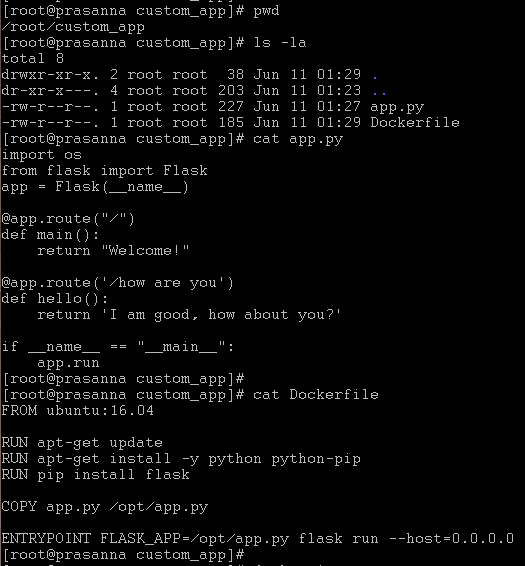 [root@prasanna custom_app]# pwd
/root/custom_app
[root@prasanna custom_app]# ls -la
total 8
drwxr-xr-x. 2 root root  38 Jun 11 01:29 .
dr-xr-x---. 4 root root 203 Jun 11 01:23 ..
-rw-r--r--. 1 root root 227 Jun 11 01:27 app.py
-rw-r--r--. 1 root root 185 Jun 11 01:29 Dockerfile
[root@prasanna custom_app]# cat app.py
import os
from flask import Flask
app = Flask(__name__)

@app.route("/")
def main():
    return "Welcome!"

@app.route('/how are you')
def hello():
    return 'I am good, how about you?'

if __name__ == "__main__":
    app.run
[root@prasanna custom_app]#
[root@prasanna custom_app]# cat Dockerfile
FROM ubuntu:16.04

RUN apt-get update
RUN apt-get install -y python python-pip
RUN pip install flask

COPY app.py /opt/app.py

ENTRYPOINT FLASK_APP=/opt/app.py flask run --host=0.0.0.0
[root@prasanna custom_app]#